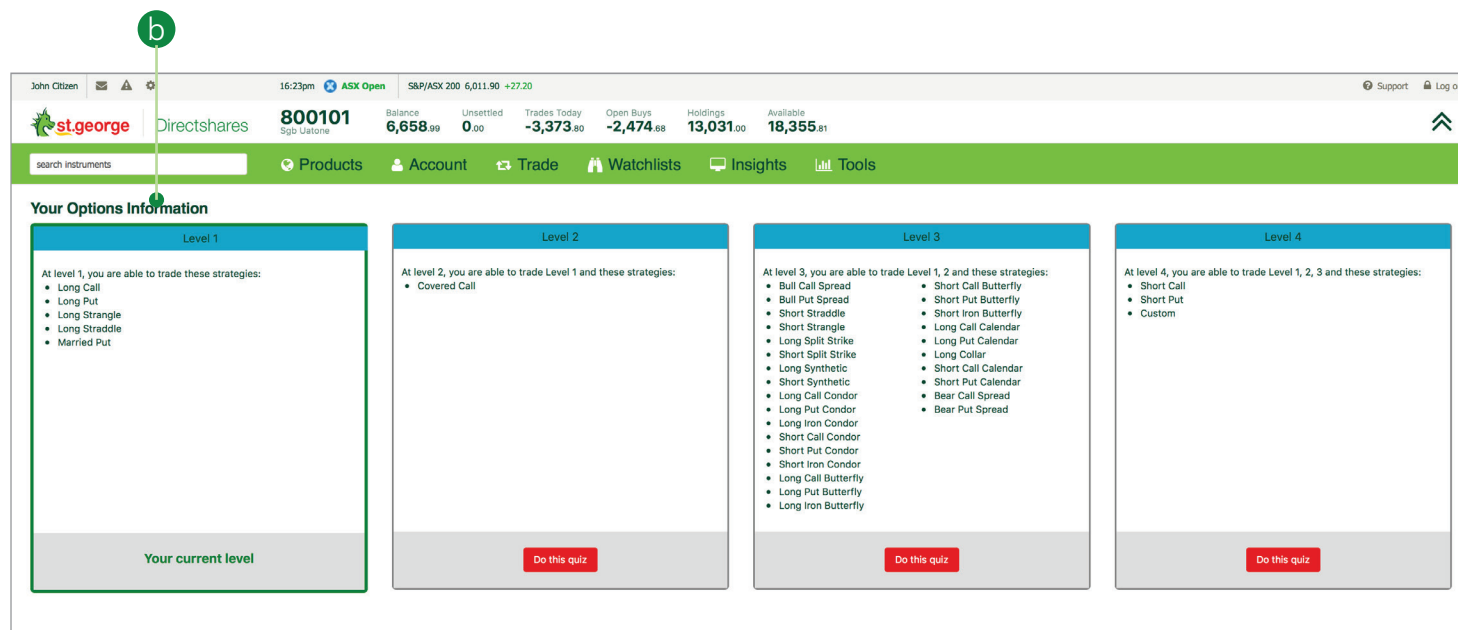 b
John Citizen
16:23pm ASX Open S&P/ASX 200 6,011.90 +27.20
Support Log o
st.george Directshares
800101
Sgb Uatone
Balance
6,658.99
Unsettled
0.00
Trades Today
-3,373.80
Open Buys
-2,474.68
Holdings
13,031.00
Available
18,355.81
search instruments
Products Account Trade Watchlists Insights Tools
Your Options Information
Level 1
At level 1, you are able to trade these strategies:
• Long Call
• Long Put
• Long Strangle
• Long Straddle
• Married Put
Your current level
Level 2
At level 2, you are able to trade Level 1 and these strategies:
• Covered Call
Do this quiz
Level 3
At level 3, you are able to trade Level 1, 2 and these strategies:
• Bull Call Spread
• Bull Put Spread
• Short Straddle
• Short Strangle
• Long Split Strike
• Short Split Strike
• Long Synthetic
• Short Synthetic
• Long Call Condor
• Long Put Condor
• Long Iron Condor
• Short Call Condor
• Short Put Condor
• Short Iron Condor
• Long Call Butterfly
• Long Put Butterfly
• Long Iron Butterfly
• Short Call Butterfly
• Short Put Butterfly
• Short Iron Butterfly
• Long Call Calendar
• Long Put Calendar
• Long Collar
• Short Call Calendar
• Short Put Calendar
• Bear Call Spread
• Bear Put Spread
Do this quiz
Level 4
At level 4, you are able to trade Level 1, 2, 3 and these strategies:
• Short Call
• Short Put
• Custom
Do this quiz